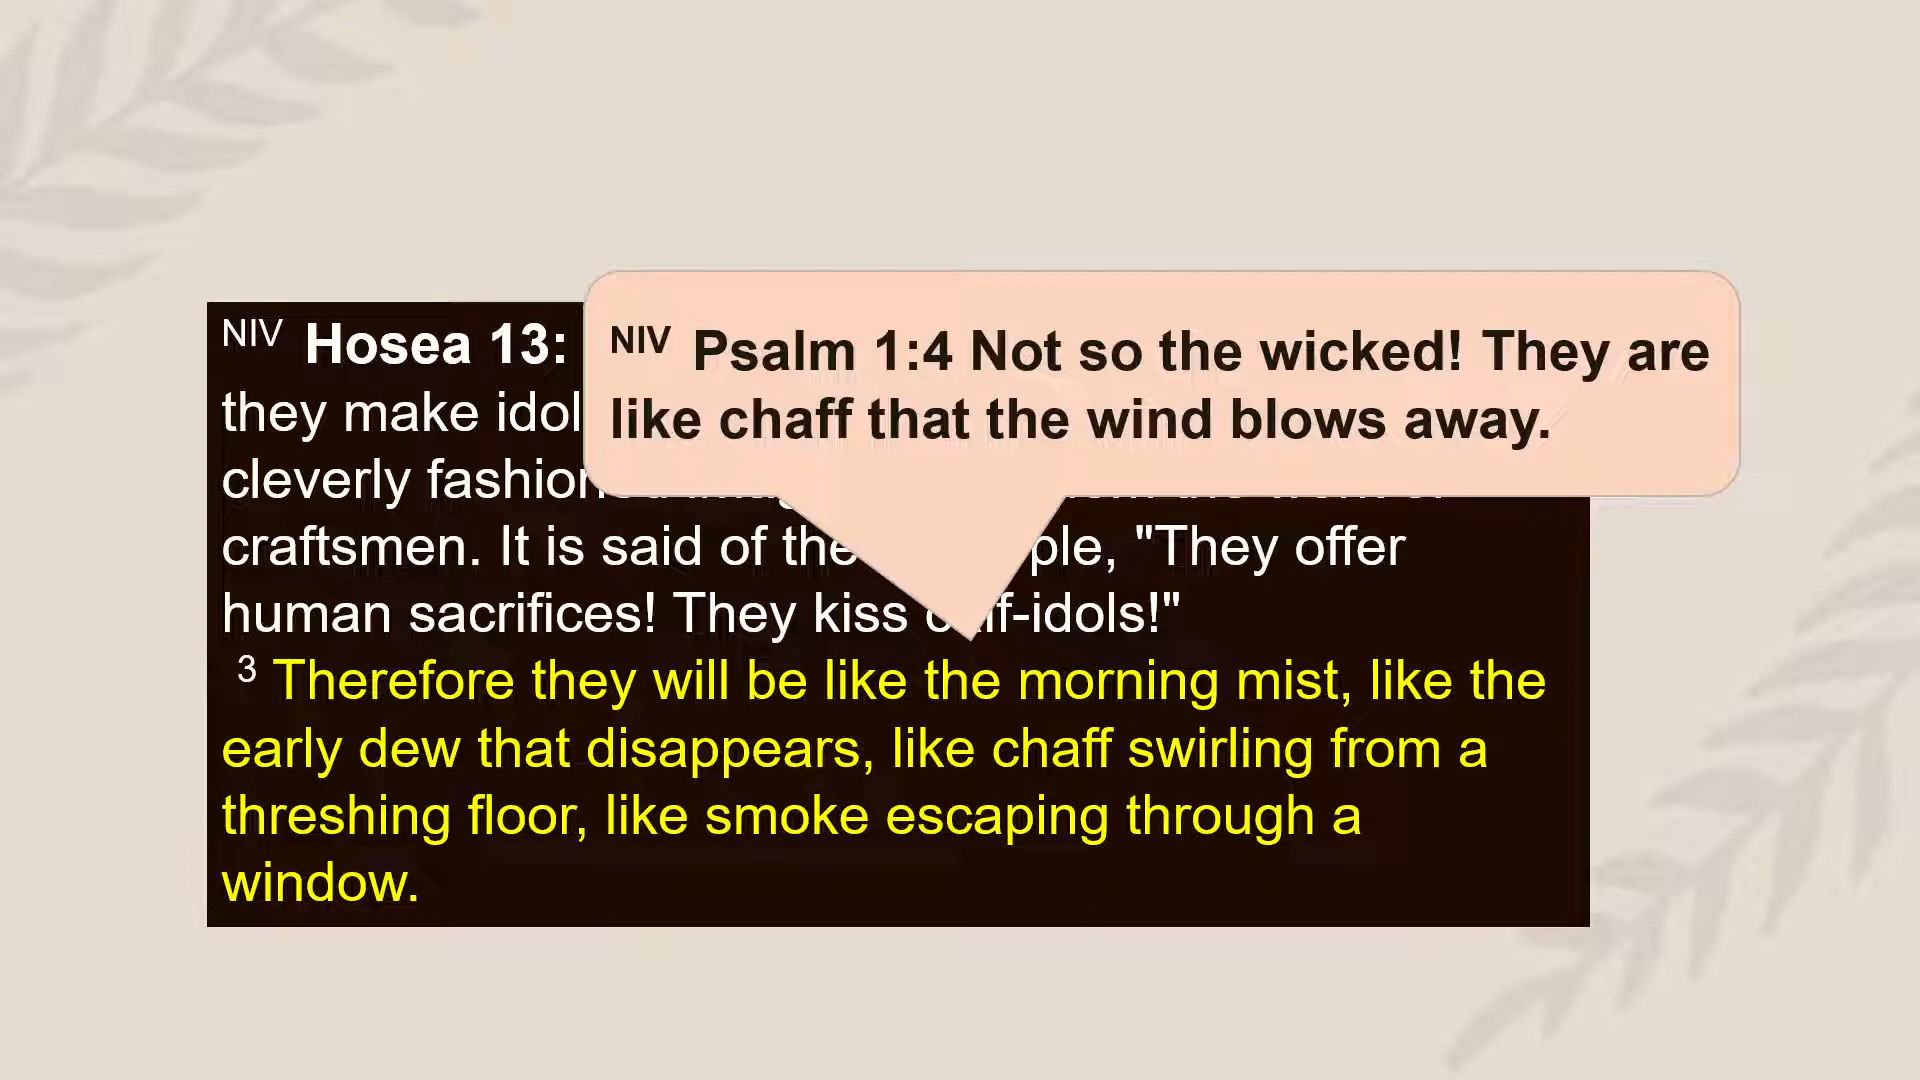 NIV Psalm 1:4 Not so the wicked! They are
like chaff that the wind blows away.
NIV Hosea 13:
they make idol
cleverly fashion
craftsmen. It is said of the ple, "They offer
human sacrifices! They kiss calf-idols!"
3 Therefore they will be like the morning mist, like the
early dew that disappears, like chaff swirling from a
threshing floor, like smoke escaping through a
window.